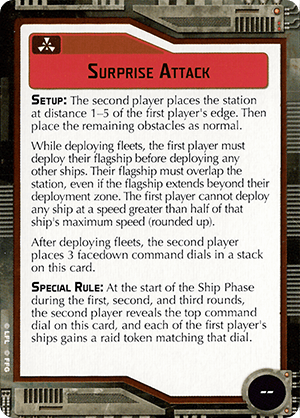 SURPRISE ATTACK
SETUP: The second player places the station
at distance 1–5 of the first player's edge. Then
place the remaining obstacles as normal.
While deploying fleets, the first player must
deploy their flagship before deploying any
other ships. Their flagship must overlap the
station, even if the flagship extends beyond their
deployment zone. The first player cannot deploy
any ship at a speed greater than half of that
ship's maximum speed (rounded up).
After deploying fleets, the second player
places 3 facedown command dials in a stack
on this card.
SPECIAL RULE: At the start of the Ship Phase
during the first, second, and third rounds,
the second player reveals the top command
dial on this card, and each of the first player's
ships gains a raid token matching that dial.
© LFL © FFG
--